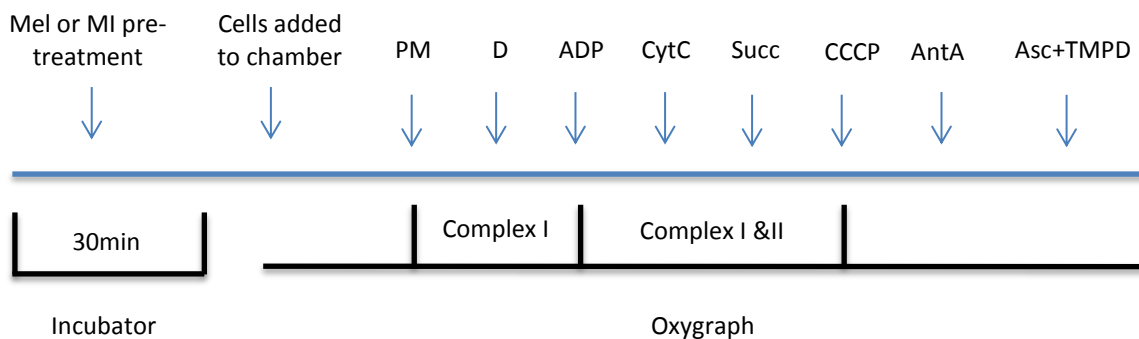 Mel or MI pre-
treatment
Cells added
to chamber
PM
D
ADP
CytC
Succ
CCCP
AntA
Asc+TMPD
30min
Complex I
Complex I &II
Incubator
Oxygraph